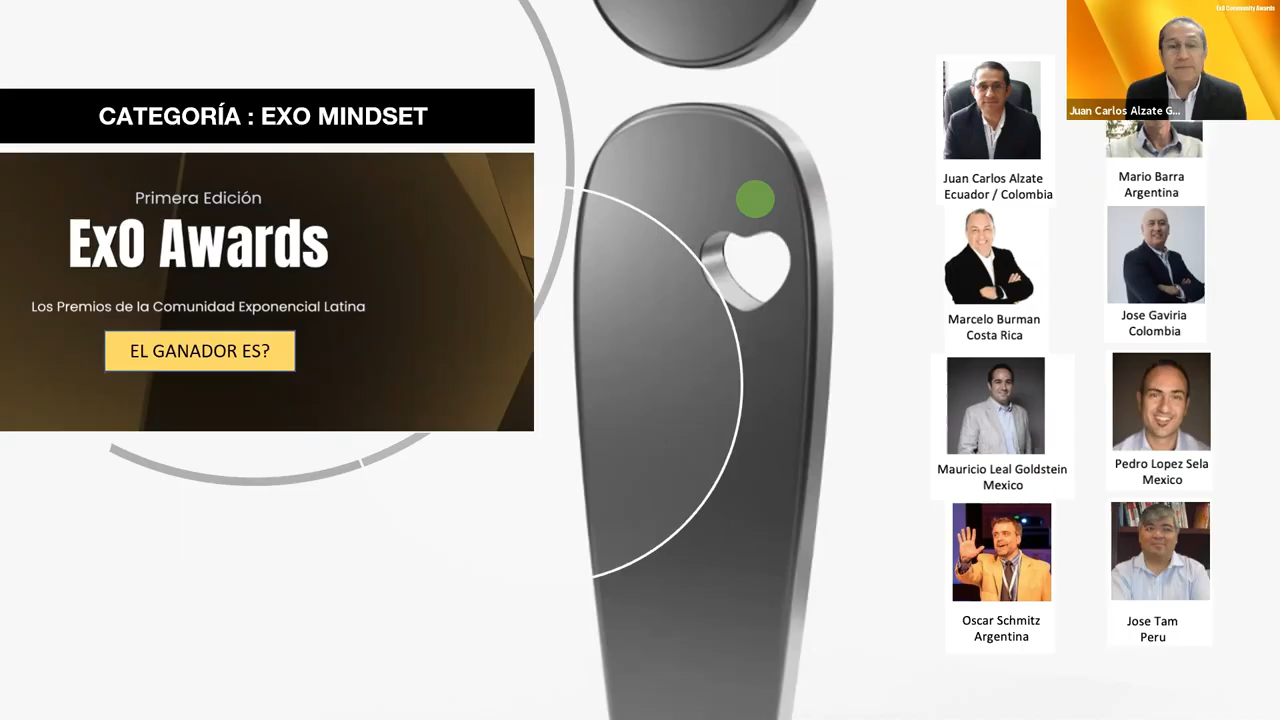 CATEGORÍA : EXO MINDSET
Primera Edición
ExO Awards
Los Premios de la Comunidad Exponencial Latina
EL GANADOR ES?
ExO Community Awards
Juan Carlos Alzate G...
Juan Carlos Alzate
Ecuador / Colombia
Mario Barra
Argentina
Marcelo Burman
Costa Rica
Jose Gaviria
Colombia
Mauricio Leal Goldstein
Mexico
Pedro Lopez Sela
Mexico
Oscar Schmitz
Argentina
Jose Tam
Peru